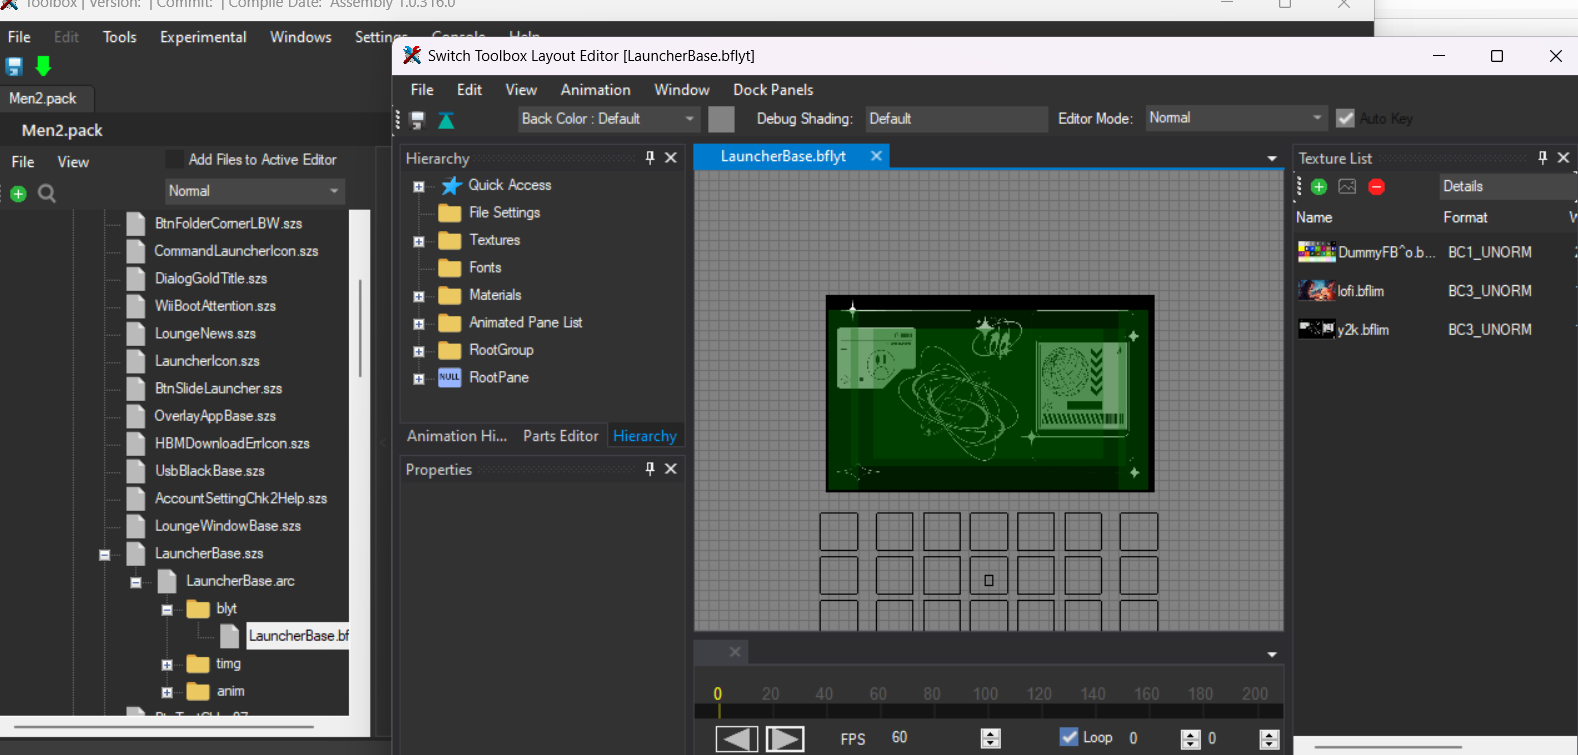 Toolbox | Version: | Commit: | Compile Date: Assembly 1.0.316.0
File Edit Tools Experimental Windows Settings Console Help
Men2.pack
Men2.pack
File View
Add Files to Active Editor
Normal
BtnFolderCornerLBW.szs
CommandLauncherIcon.szs
DialogGoldTitle.szs
WiiBootAttention.szs
LoungeNews.szs
LauncherIcon.szs
BtnSlideLauncher.szs
OverlayAppBase.szs
HBMDownloadErrIcon.szs
UsbBlackBase.szs
AccountSettingChk2Help.szs
LoungeWindowBase.szs
LauncherBase.szs
LauncherBase.arc
blyt
LauncherBase.bf
timg
anim
Switch Toolbox Layout Editor [LauncherBase.bflyt]
File Edit View Animation Window Dock Panels
Back Color : Default
Debug Shading: Default
Editor Mode: Normal
Auto Key
Hierarchy
Quick Access
File Settings
Textures
Fonts
Materials
Animated Pane List
RootGroup
NULL RootPane
Animation Hi... Parts Editor Hierarchy
Properties
LauncherBase.bflyt
0 20 40 60 80 100 120 140 160 180 200
FPS 60 Loop 0 0
Texture List
Details
Name Format
DummyFB^o.b... BC1_UNORM
lofi.bflim BC3_UNORM
y2k.bflim BC3_UNORM